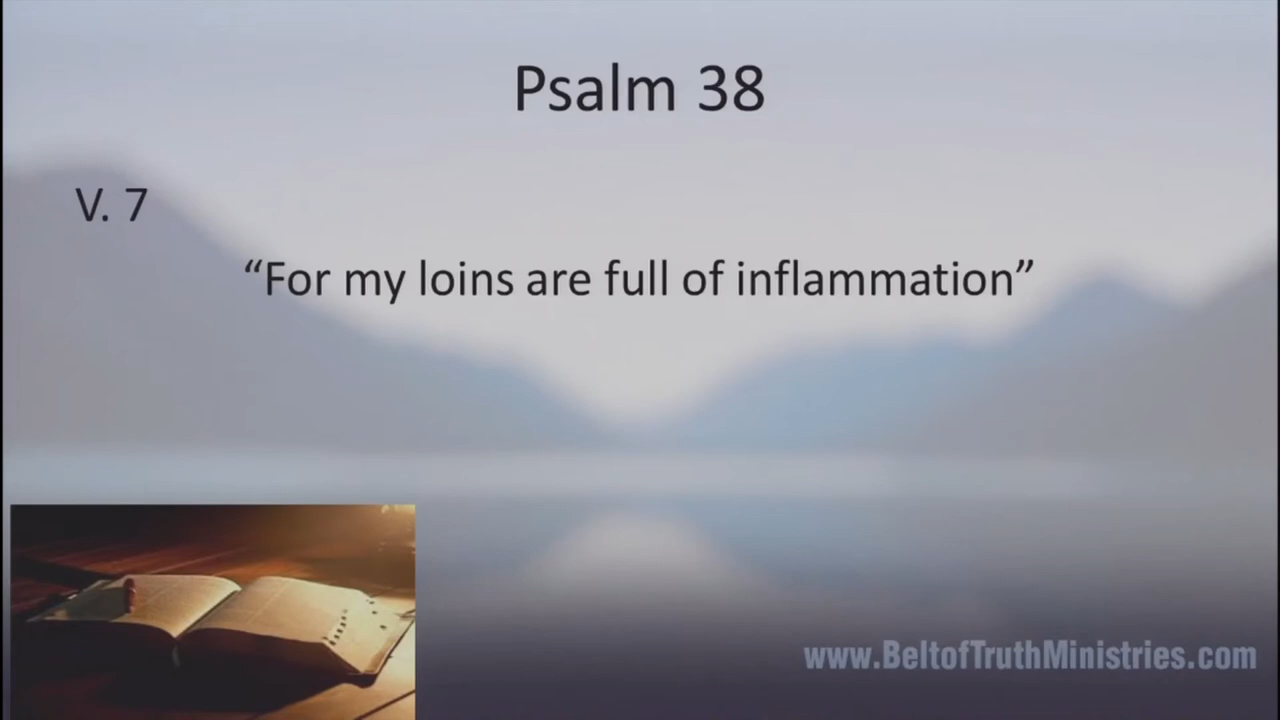 Psalm 38
V. 7
“For my loins are full of inflammation”
www.BeltofTruthMinistries.com